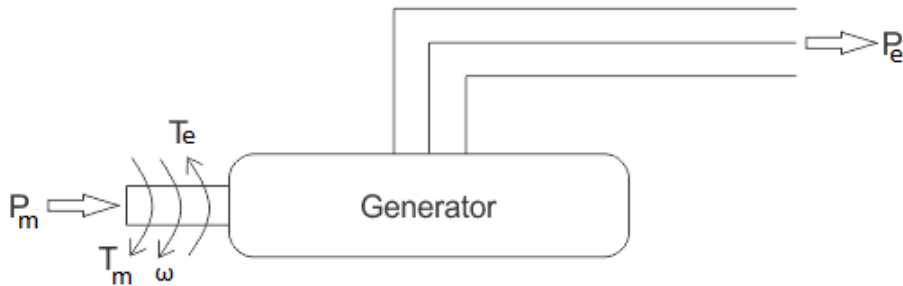 Pe
Te
Pm
Generator
Tm
ω